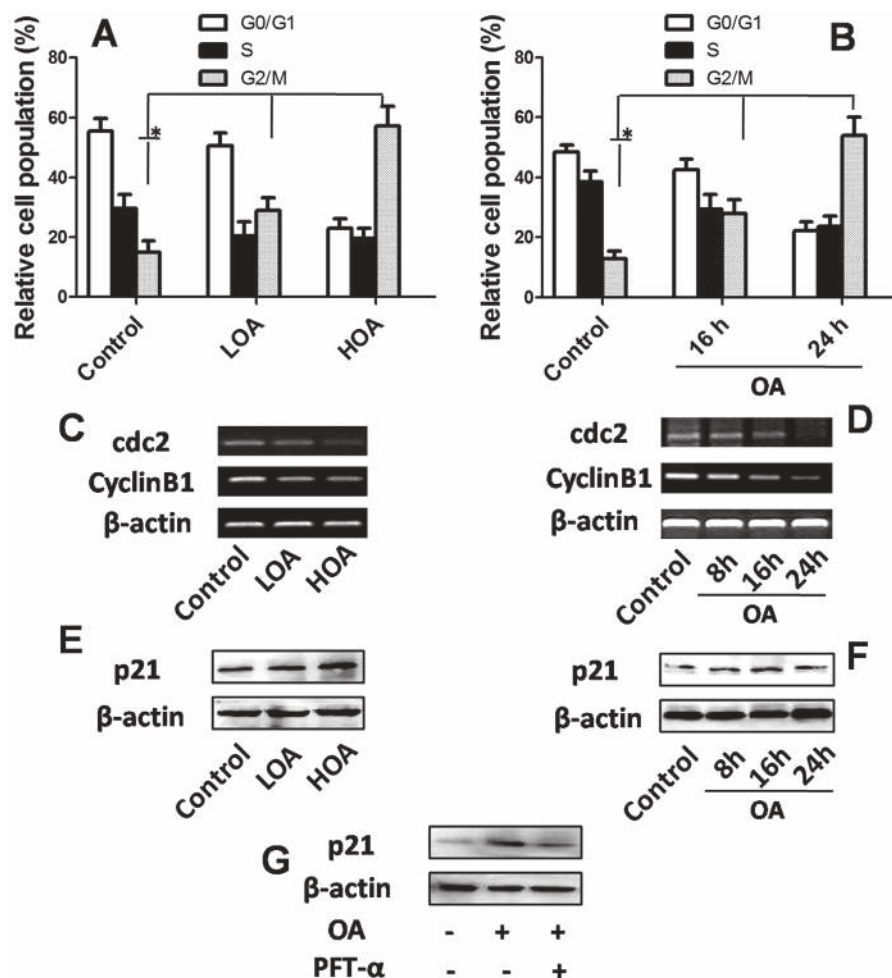 A
G0/G1
S
G2/M
Relative cell population (%)
80
60
40
20
0
*
Control
LOA
HOA
B
G0/G1
S
G2/M
Relative cell population (%)
80
60
40
20
0
*
Control
16 h
24 h
OA
C
cdc2
CyclinB1
β-actin
Control
LOA
HOA
D
cdc2
CyclinB1
β-actin
Control
8h
16h
24h
OA
E
p21
β-actin
Control
LOA
HOA
F
p21
β-actin
Control
8h
16h
24h
OA
G
p21
β-actin
OA - + +
PFT-α - - +